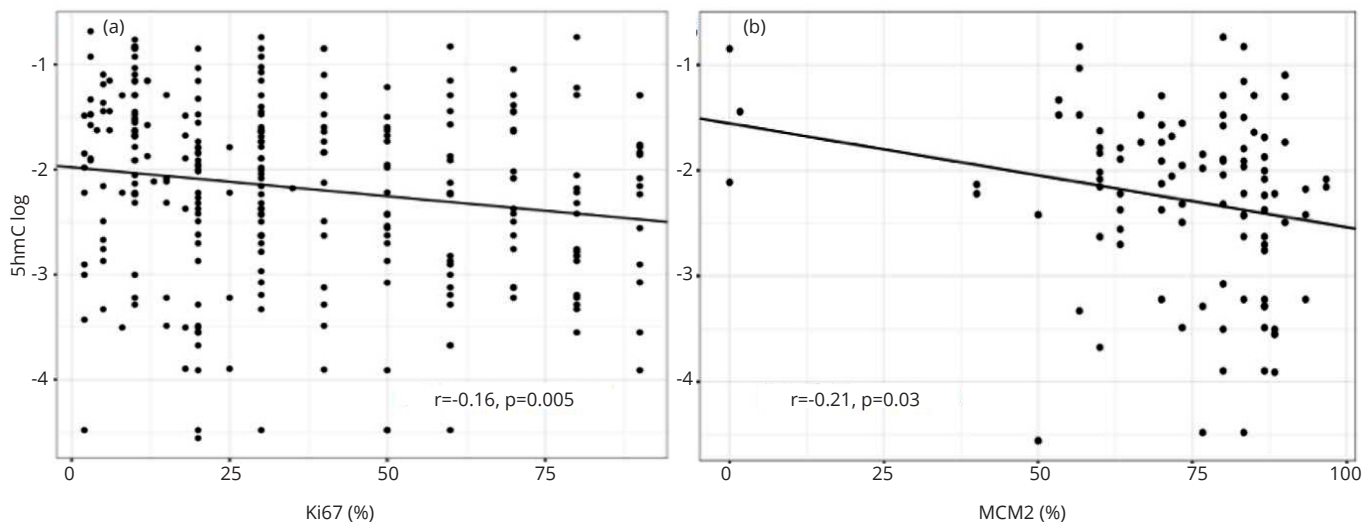 (a)
(b)
5hmC log
-1
-2
-3
-4
-1
-2
-3
-4
r=-0.16, p=0.005
r=-0.21, p=0.03
0 25 50 75
0 25 50 75 100
Ki67 (%)
MCM2 (%)